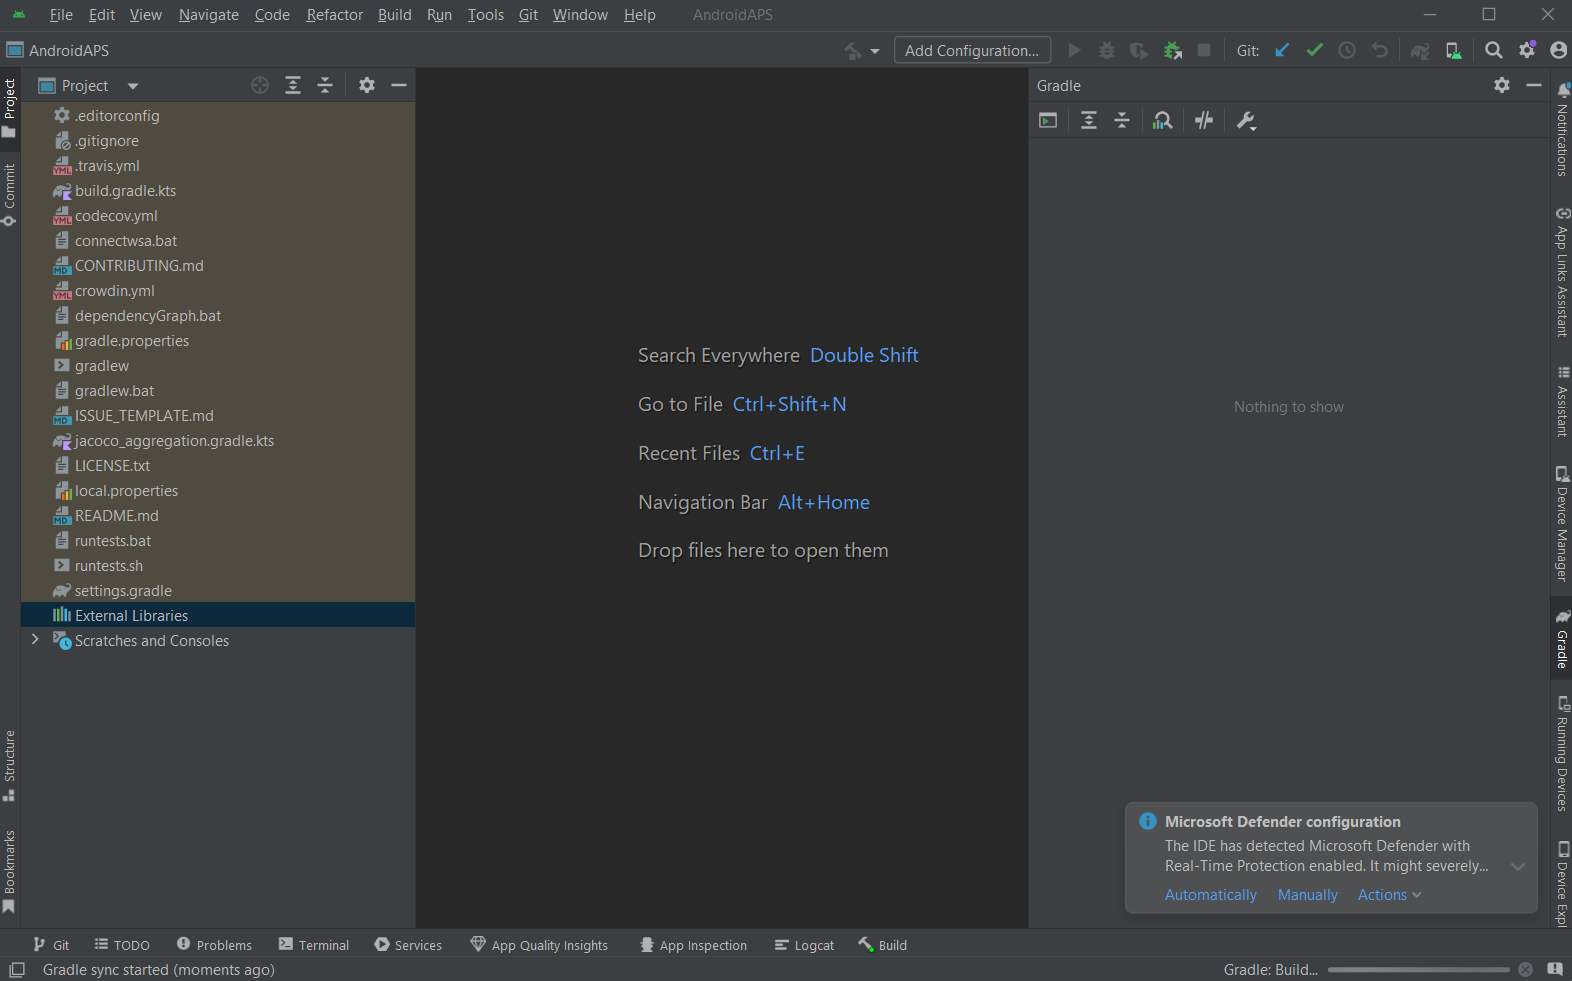 File Edit View Navigate Code Refactor Build Run Tools Git Window Help AndroidAPS
AndroidAPS
Add Configuration...
Git:
Project
Project
Commit
Structure
Bookmarks
.editorconfig
.gitignore
YML .travis.yml
build.gradle.kts
YML codecov.yml
connectwsa.bat
MD CONTRIBUTING.md
YML crowdin.yml
dependencyGraph.bat
gradle.properties
gradlew
gradlew.bat
MD ISSUE_TEMPLATE.md
jacoco_aggregation.gradle.kts
LICENSE.txt
local.properties
MD README.md
runtests.bat
runtests.sh
settings.gradle
External Libraries
Scratches and Consoles
Search Everywhere Double Shift
Go to File Ctrl+Shift+N
Recent Files Ctrl+E
Navigation Bar Alt+Home
Drop files here to open them
Gradle
Nothing to show
Notifications
App Links Assistant
Assistant
Device Manager
Gradle
Running Devices
Device Expl
Microsoft Defender configuration
The IDE has detected Microsoft Defender with
Real-Time Protection enabled. It might severely...
Automatically Manually Actions
Git TODO Problems Terminal Services App Quality Insights App Inspection Logcat Build
Gradle sync started (moments ago)
Gradle: Build...